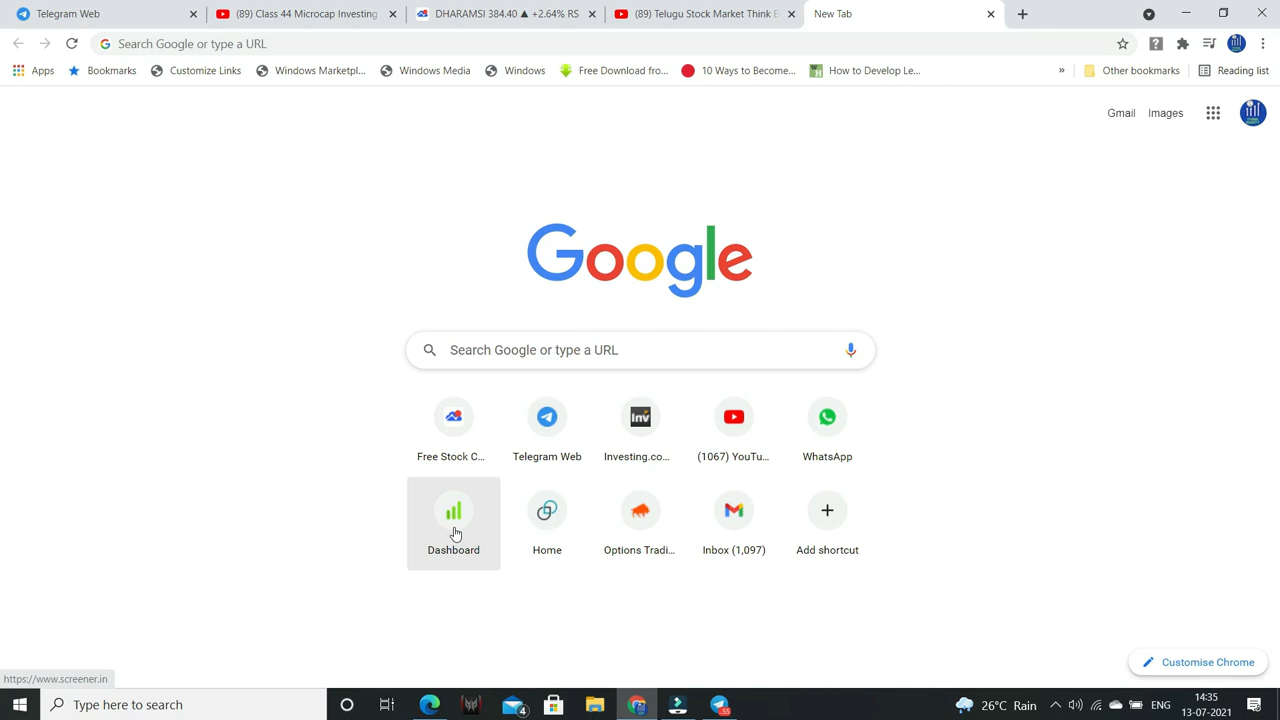 Telegram Web
(89) Class 44 Microcap Investing
DHARAMSI 384.40 ▲ +2.64% RS
(89) Telugu Stock Market Think E
New Tab
Search Google or type a URL
Apps
Bookmarks
Customize Links
Windows Marketpl...
Windows Media
Windows
Free Download fro...
10 Ways to Become...
How to Develop Le...
»
Other bookmarks
Reading list
Gmail
Images
Google
Search Google or type a URL
Free Stock C...
Telegram Web
Inv
Investing.co...
(1067) YouTu...
WhatsApp
Dashboard
Home
Options Tradi...
Inbox (1,097)
Add shortcut
Customise Chrome
https://www.screener.in
Type here to search
4
55
26°C Rain
ENG
14:35
13-07-2021